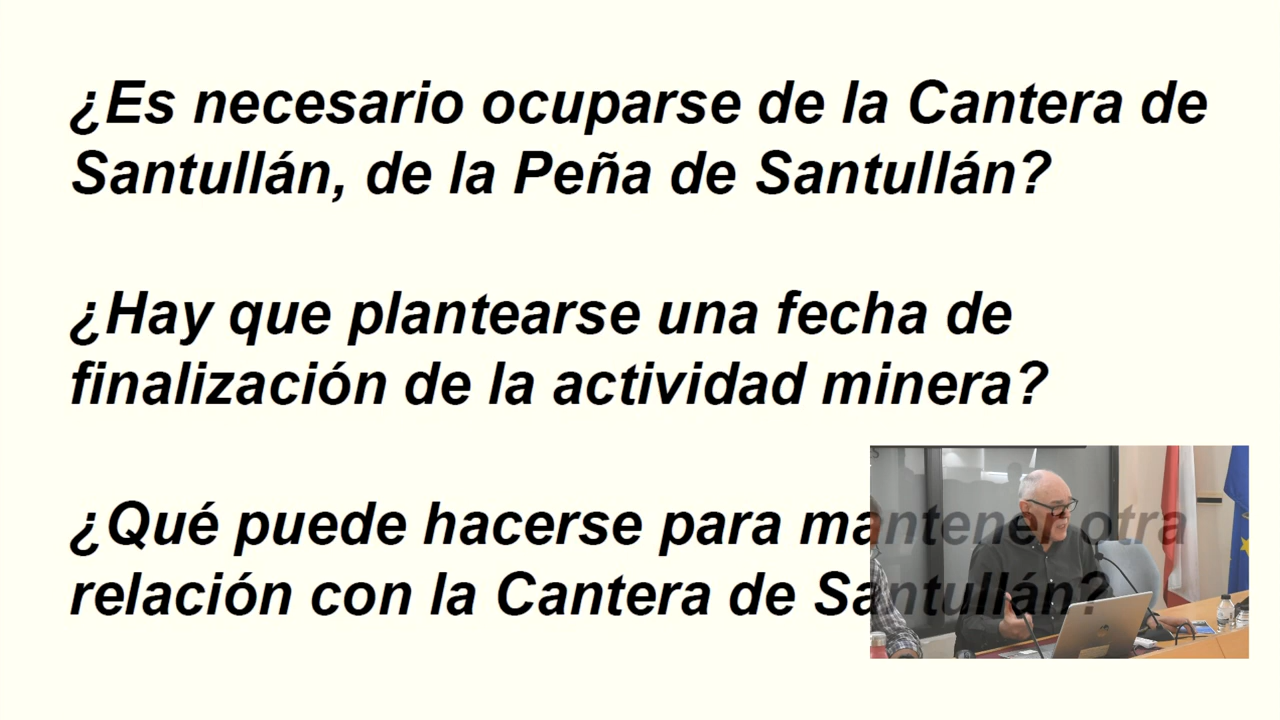 ¿Es necesario ocuparse de la Cantera de
Santullán, de la Peña de Santullán?
¿Hay que plantearse una fecha de
finalización de la actividad minera?
¿Qué puede hacerse para mantener otra
relación con la Cantera de Santullán?